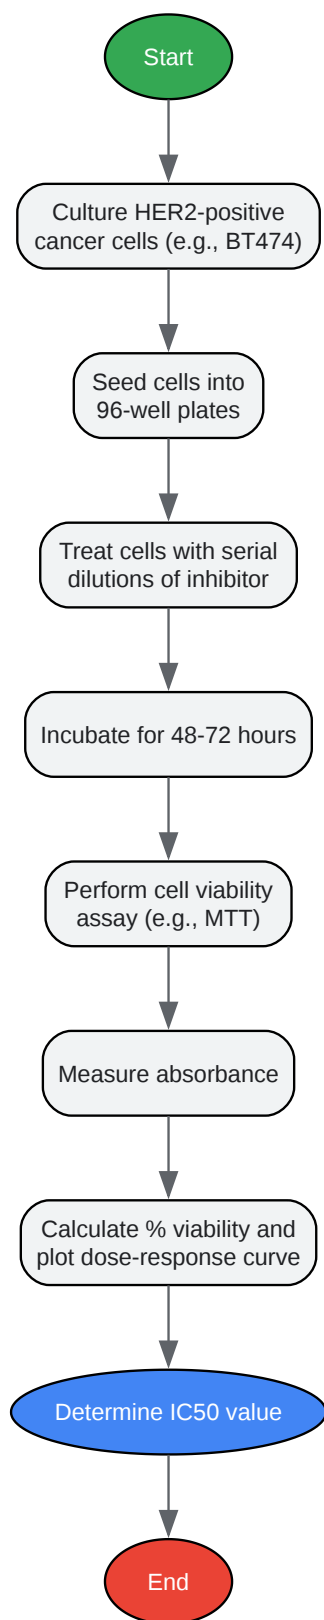 Start
Culture HER2-positive
cancer cells (e.g., BT474)
Seed cells into
96-well plates
Treat cells with serial
dilutions of inhibitor
Incubate for 48-72 hours
Perform cell viability
assay (e.g., MTT)
Measure absorbance
Calculate % viability and
plot dose-response curve
Determine IC50 value
End